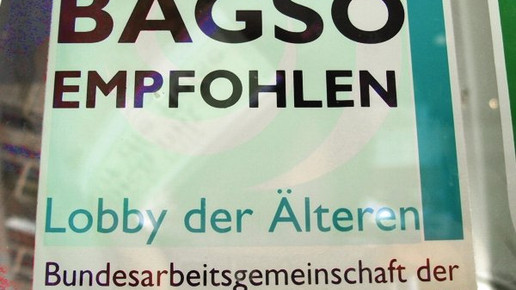 BAGSO
EMPFOHLEN
Lobby der Älteren
Bundesarbeitsgemeinschaft der